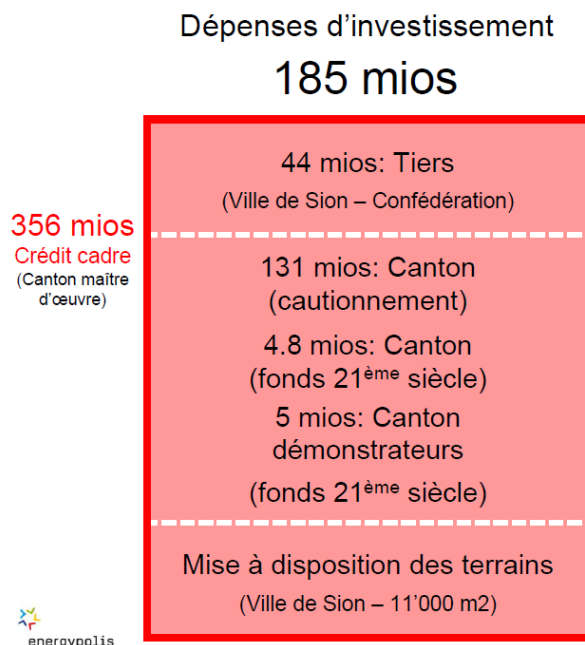 Dépenses d’investissement
185 mios
44 mios: Tiers
(Ville de Sion – Confédération)
356 mios
Crédit cadre
(Canton maître
d’œuvre)
131 mios: Canton
(cautionnement)
4.8 mios: Canton
(fonds 21ème siècle)
5 mios: Canton
démonstrateurs
(fonds 21ème siècle)
Mise à disposition des terrains
(Ville de Sion – 11’000 m2)
energypolis